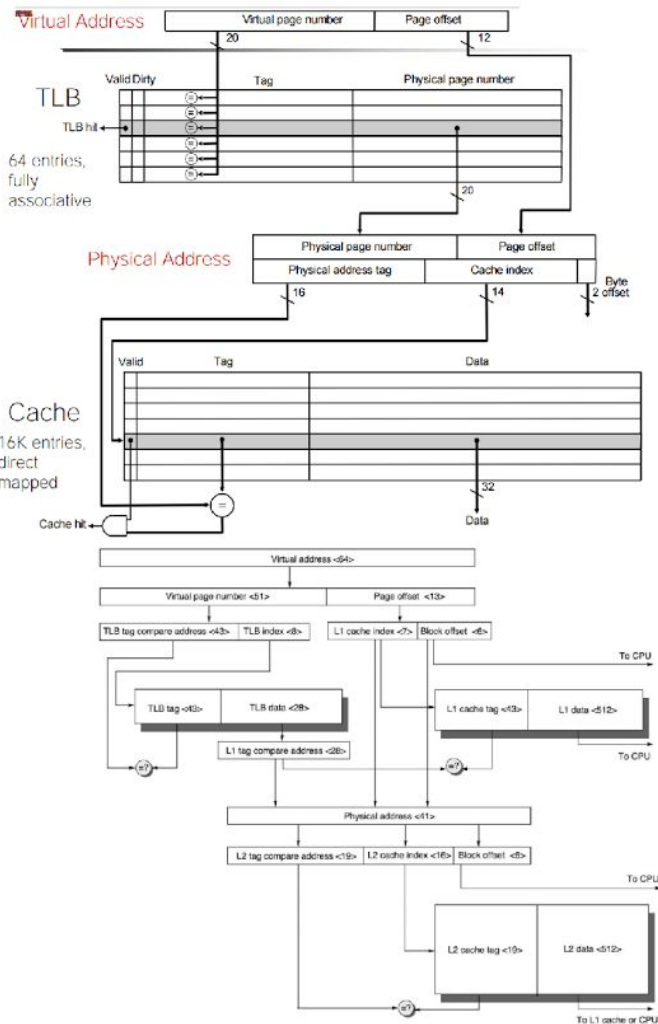 Virtual Address
Virtual page number Page offset
20 12
TLB
Valid Dirty Tag Physical page number
= 
=
TLB hit =
=
=
=
64 entries,
fully
associative
20
Physical Address
Physical page number Page offset
Physical address tag Cache index
16 14 2 Byte
offset
Valid Tag Data
Cache
16K entries,
direct
mapped
32
=
Cache hit Data
Virtual address <64>
Virtual page number <51> Page offset <13>
TLB tag compare address <43> TLB index <8> L1 cache index <7> Block offset <6>
To CPU
TLB tag <43> TLB data <28> L1 cache tag <43> L1 data <512>
L1 tag compare address <28> To CPU
=? =?
Physical address <41>
L2 tag compare address <19> L2 cache index <16> Block offset <6>
To CPU
L2 cache tag <19> L2 data <512>
=?
To L1 cache or CPU